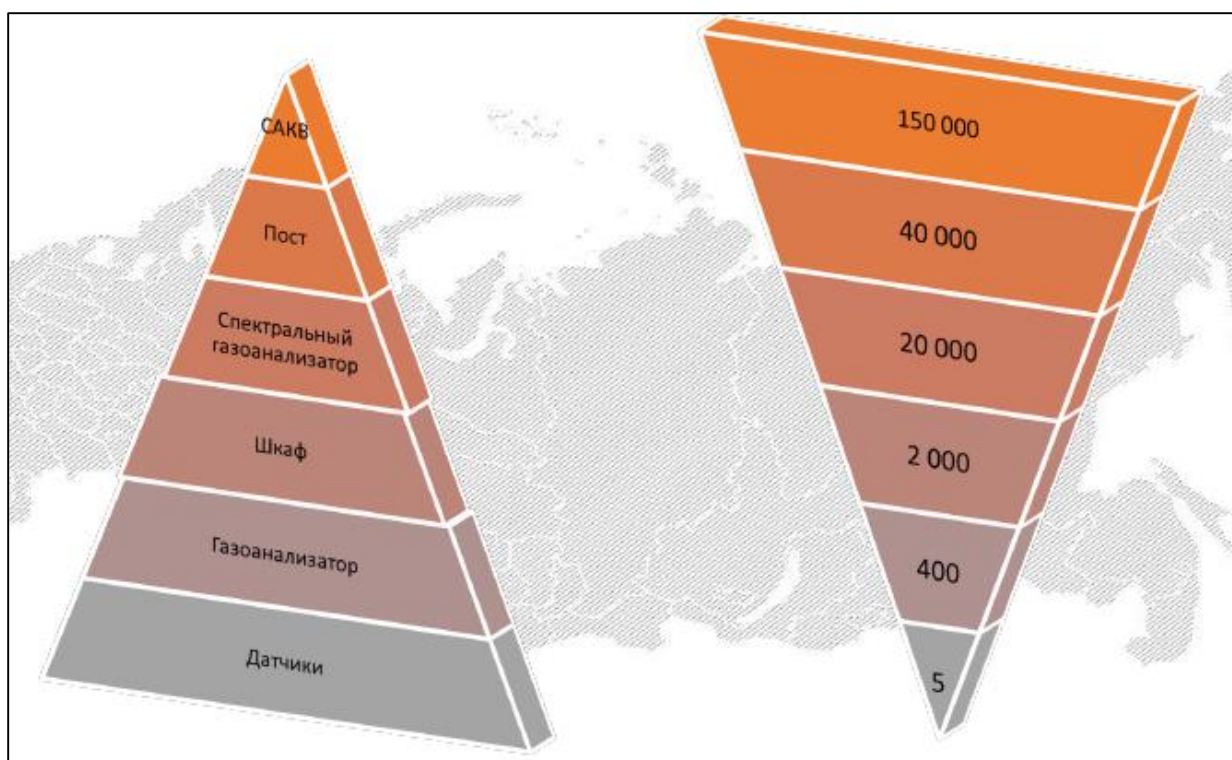 САКВ
Пост
Спектральный
газоанализатор
Шкаф
Газоанализатор
Датчики
150 000
40 000
20 000
2 000
400
5